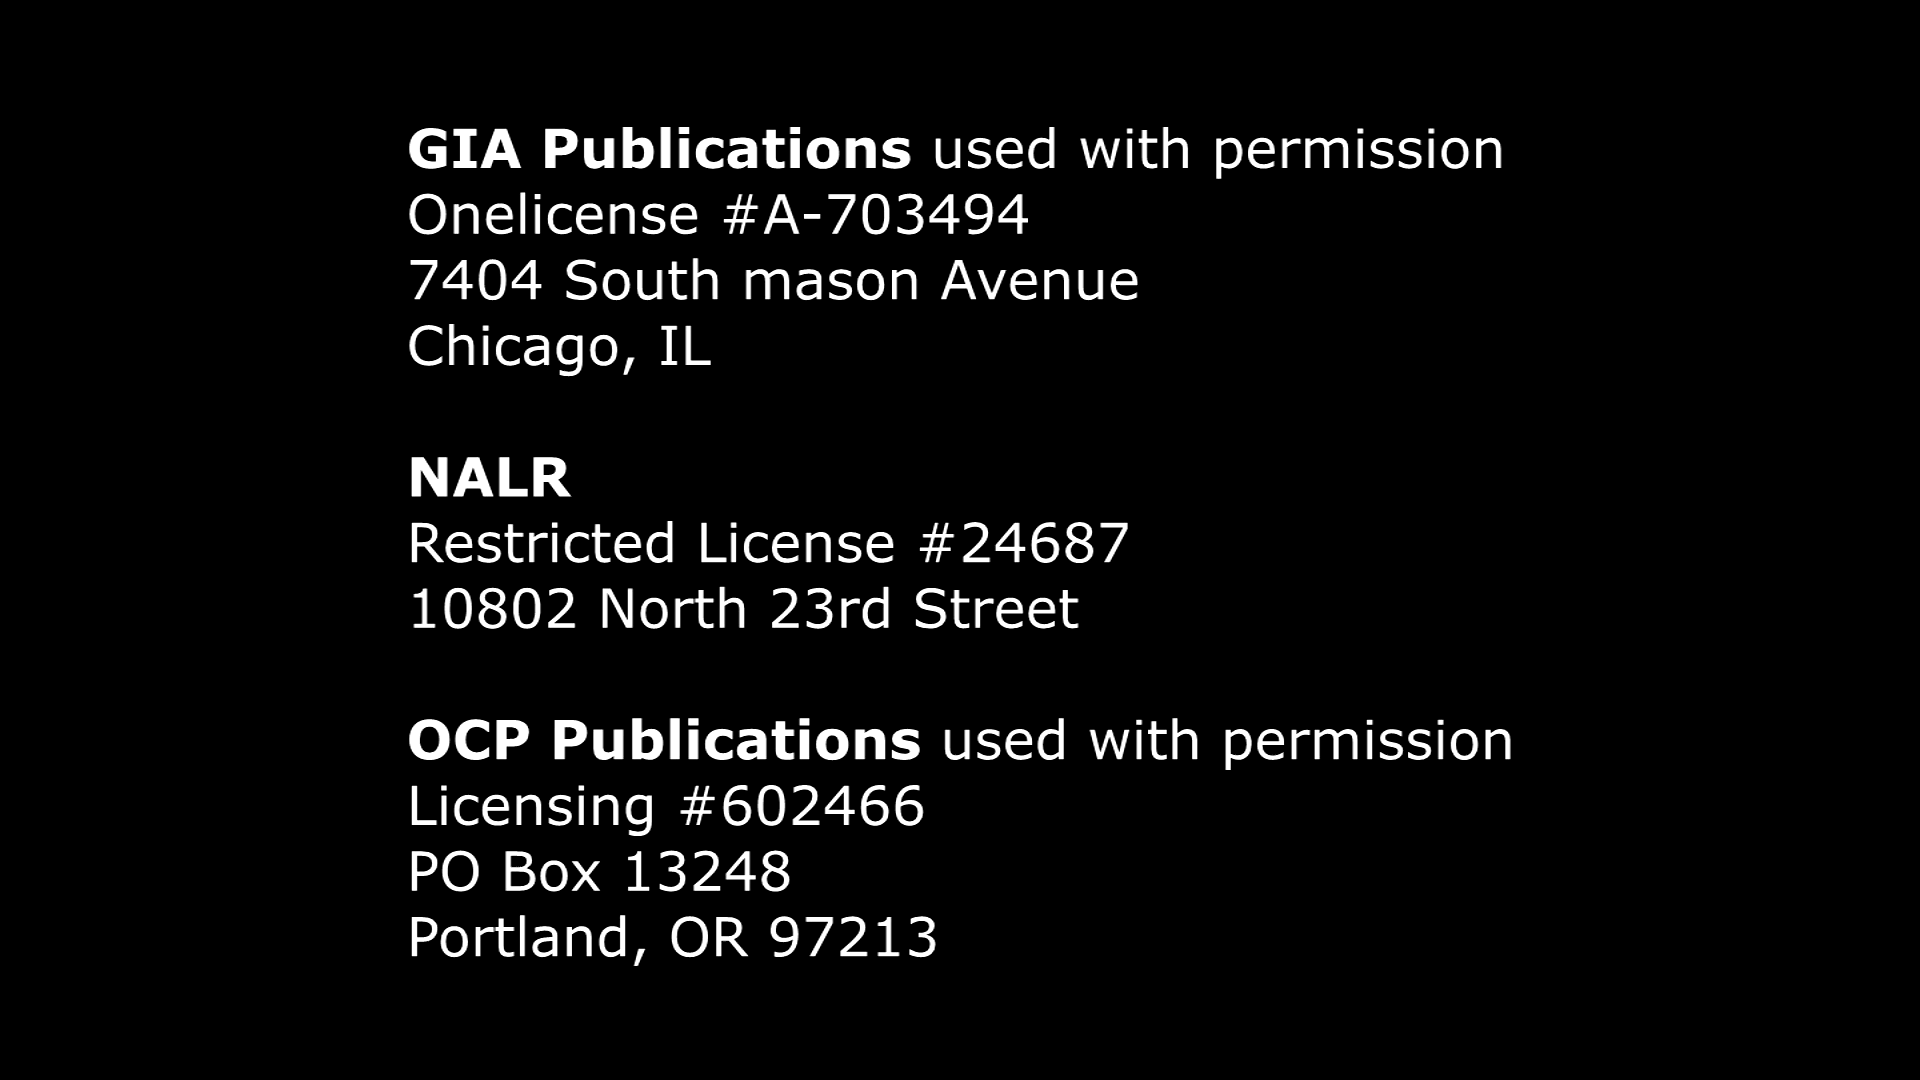 GIA Publications used with permission
Onelicense #A-703494
7404 South mason Avenue
Chicago, IL
NALR
Restricted License #24687
10802 North 23rd Street
OCP Publications used with permission
Licensing #602466
PO Box 13248
Portland, OR 97213